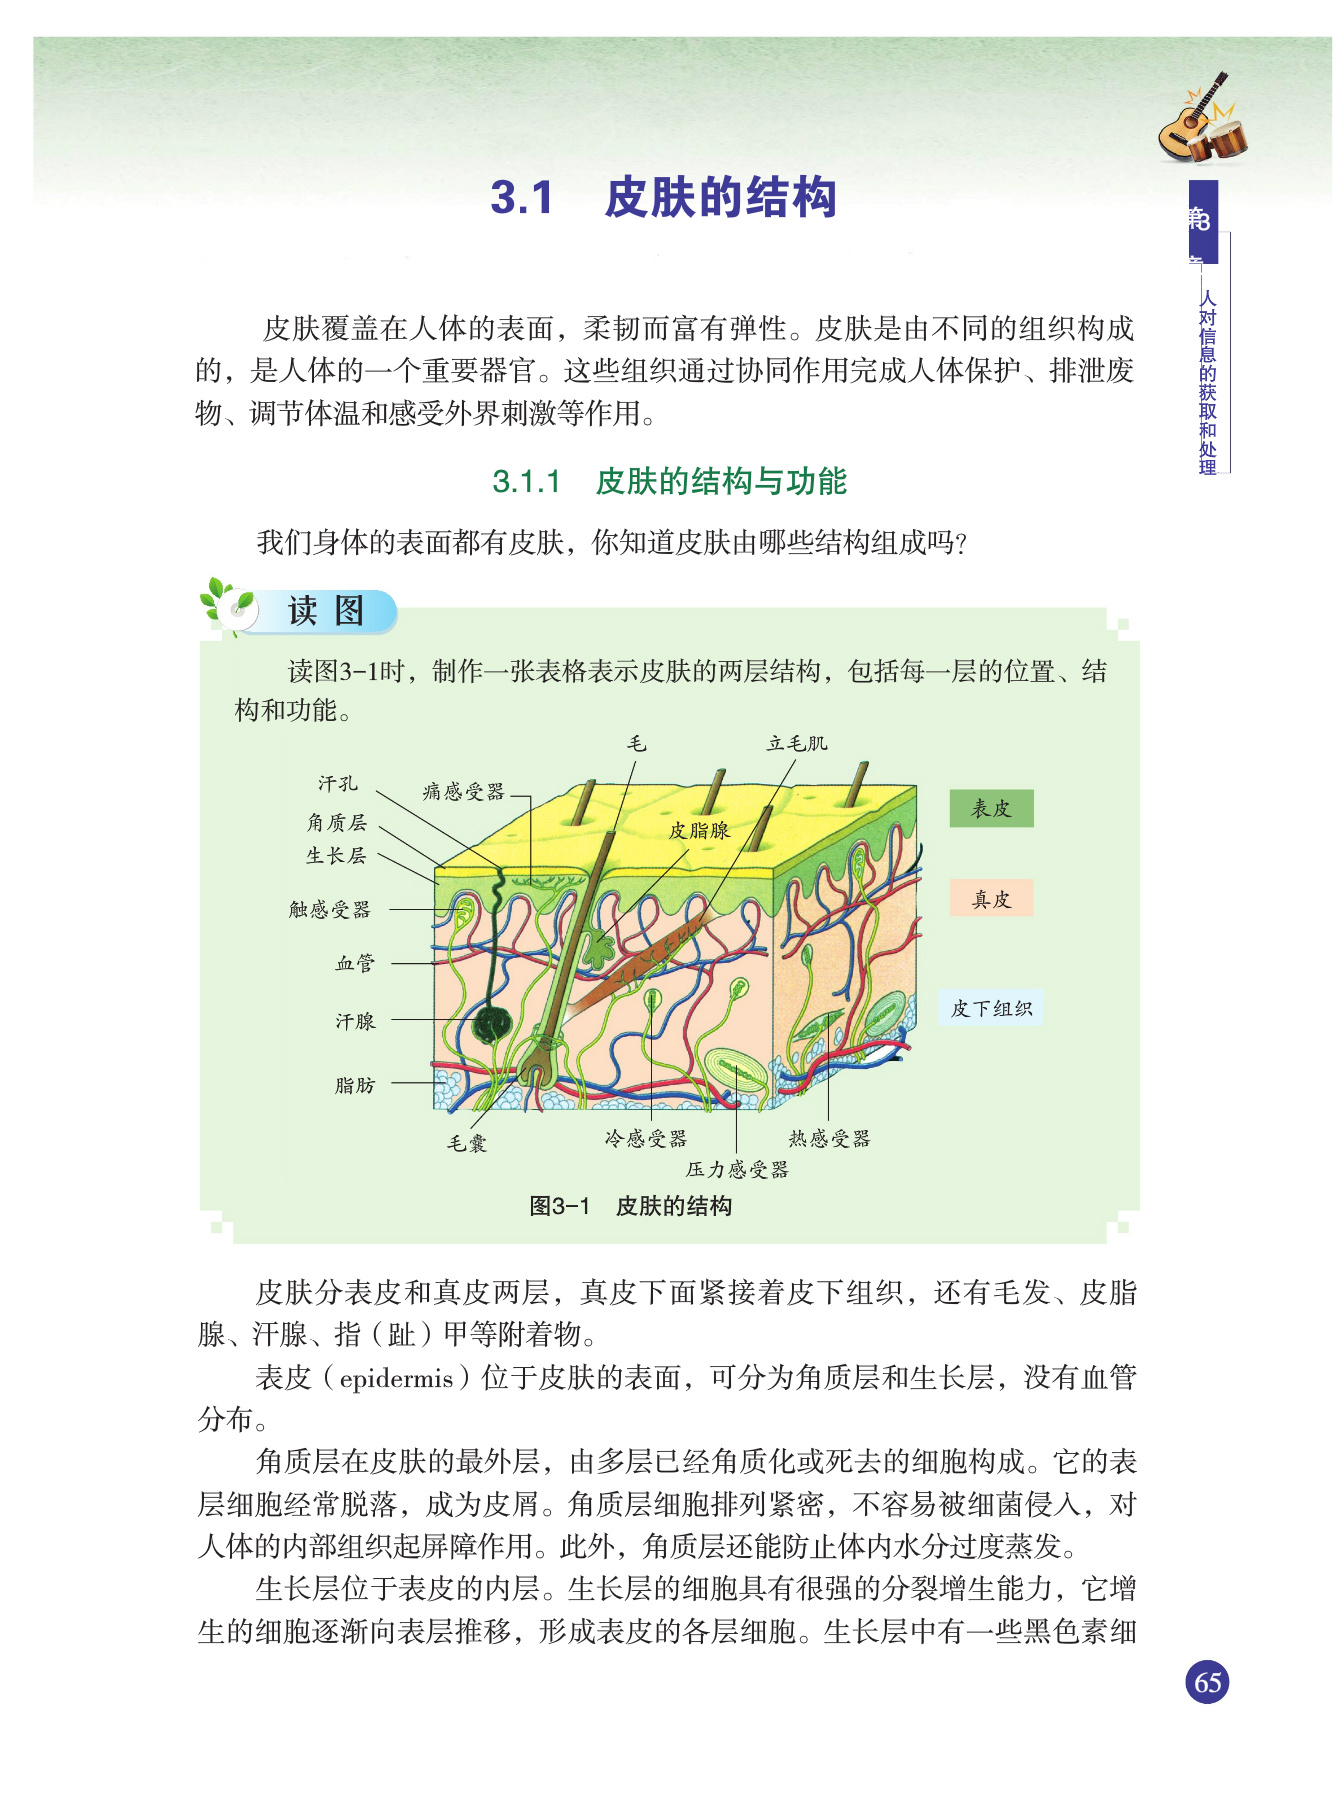 3.1 皮肤的结构
第3章
人对信息的获取和处理
皮肤覆盖在人体的表面，柔韧而富有弹性。皮肤是由不同的组织构成
的，是人体的一个重要器官。这些组织通过协同作用完成人体保护、排泄废
物、调节体温和感受外界刺激等作用。
3.1.1 皮肤的结构与功能
我们身体的表面都有皮肤，你知道皮肤由哪些结构组成吗？
读图
读图3-1时，制作一张表格表示皮肤的两层结构，包括每一层的位置、结
构和功能。
毛
立毛肌
汗孔
痛感受器
角质层
皮脂腺
生长层
触感受器
血管
汗腺
脂肪
表皮
真皮
皮下组织
毛囊
冷感受器
热感受器
压力感受器
图3-1 皮肤的结构
皮肤分表皮和真皮两层，真皮下面紧接着皮下组织，还有毛发、皮脂
腺、汗腺、指（趾）甲等附着物。
表皮（epidermis）位于皮肤的表面，可分为角质层和生长层，没有血管
分布。
角质层在皮肤的最外层，由多层已经角质化或死去的细胞构成。它的表
层细胞经常脱落，成为皮屑。角质层细胞排列紧密，不容易被细菌侵入，对
人体的内部组织起屏障作用。此外，角质层还能防止体内水分过度蒸发。
生长层位于表皮的内层。生长层的细胞具有很强的分裂增生能力，它增
生的细胞逐渐向表层推移，形成表皮的各层细胞。生长层中有一些黑色素细
65